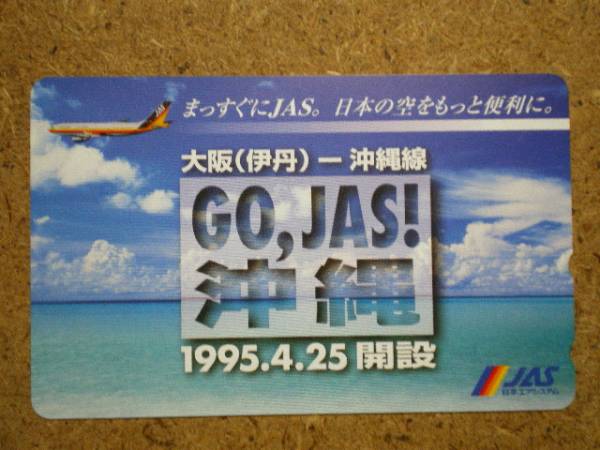 まっすぐにJAS。日本の空をもっと便利に。
大阪(伊丹)ー沖縄線
GO, JAS!
沖縄
1995.4.25 開設
JAS
日本エアシステム